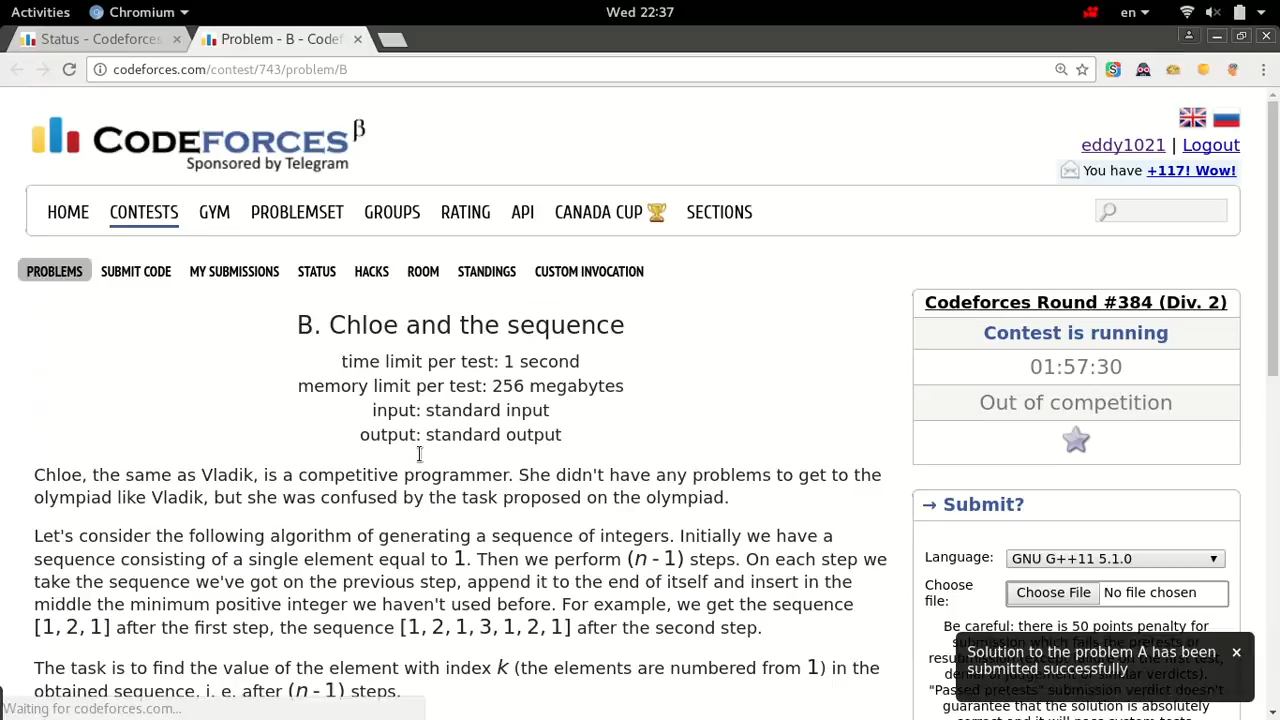 Activities Chromium Wed 22:37 en
Status - Codeforces × Problem - B - Codef ×
codeforces.com/contest/743/problem/B
CODEFORCES β
Sponsored by Telegram
eddy1021 | Logout
You have +117! Wow!
HOME CONTESTS GYM PROBLEMSET GROUPS RATING API CANADA CUP SECTIONS
PROBLEMS SUBMIT CODE MY SUBMISSIONS STATUS HACKS ROOM STANDINGS CUSTOM INVOCATION
B. Chloe and the sequence
time limit per test: 1 second
memory limit per test: 256 megabytes
input: standard input
output: standard output
Chloe, the same as Vladik, is a competitive programmer. She didn't have any problems to get to the
olympiad like Vladik, but she was confused by the task proposed on the olympiad.
Let's consider the following algorithm of generating a sequence of integers. Initially we have a
sequence consisting of a single element equal to 1. Then we perform (n - 1) steps. On each step we
take the sequence we've got on the previous step, append it to the end of itself and insert in the
middle the minimum positive integer we haven't used before. For example, we get the sequence
[1, 2, 1] after the first step, the sequence [1, 2, 1, 3, 1, 2, 1] after the second step.
The task is to find the value of the element with index k (the elements are numbered from 1) in the
obtained sequence, i. e. after (n - 1) steps.
Codeforces Round #384 (Div. 2)
Contest is running
01:57:30
Out of competition
→ Submit?
Language: GNU G++11 5.1.0
Choose file: Choose File No file chosen
Be careful: there is 50 points penalty for
submission which fails the pretests or
"Passed pretests" submission verdict doesn't
guarantee that the solution is absolutely
Solution to the problem A has been
submitted successfully
×
Waiting for codeforces.com...